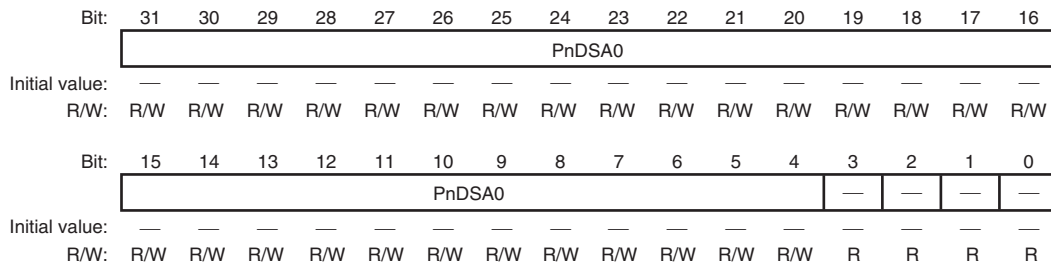 Bit: 31 30 29 28 27 26 25 24 23 22 21 20 19 18 17 16
PnDSA0
Initial value: — — — — — — — — — — — — — — — —
R/W: R/W R/W R/W R/W R/W R/W R/W R/W R/W R/W R/W R/W R/W R/W R/W R/W
Bit: 15 14 13 12 11 10 9 8 7 6 5 4 3 2 1 0
PnDSA0 — — — —
Initial value: — — — — — — — — — — — — — — — —
R/W: R/W R/W R/W R/W R/W R/W R/W R/W R/W R/W R/W R/W R R R R